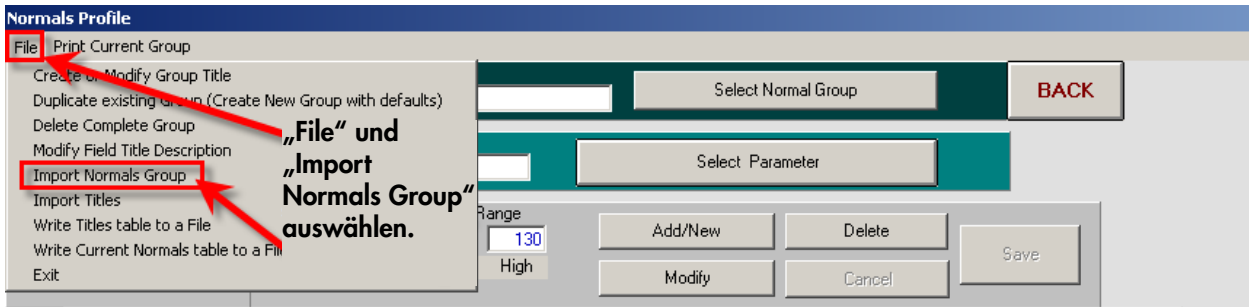 Normals Profile
File Print Current Group
Create or Modify Group Title
Duplicate existing Group (Create New Group with defaults)
Delete Complete Group
Modify Field Title Description
Import Normals Group
Import Titles
Write Titles table to a File
Write Current Normals table to a File
Exit
„File“ und
„Import
Normals Group“
auswählen.
Select Normal Group
BACK
Select Parameter
Range
130
High
Add/New
Delete
Save
Modify
Cancel